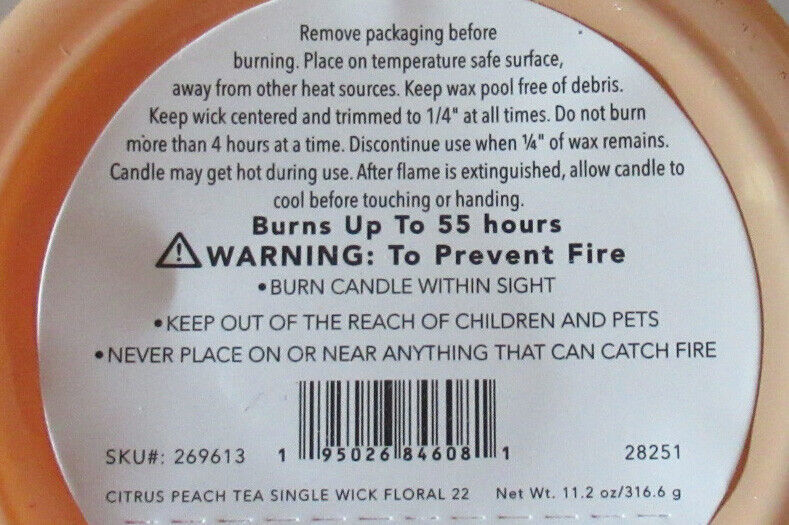 Remove packaging before
burning. Place on temperature safe surface,
away from other heat sources. Keep wax pool free of debris.
Keep wick centered and trimmed to 1/4" at all times. Do not burn
more than 4 hours at a time. Discontinue use when ¼" of wax remains.
Candle may get hot during use. After flame is extinguished, allow candle to
cool before touching or handing.
Burns Up To 55 hours
⚠WARNING: To Prevent Fire
•BURN CANDLE WITHIN SIGHT
•KEEP OUT OF THE REACH OF CHILDREN AND PETS
•NEVER PLACE ON OR NEAR ANYTHING THAT CAN CATCH FIRE
SKU#: 269613 1 95026 84608 1 28251
CITRUS PEACH TEA SINGLE WICK FLORAL 22 Net Wt. 11.2 oz/316.6 g